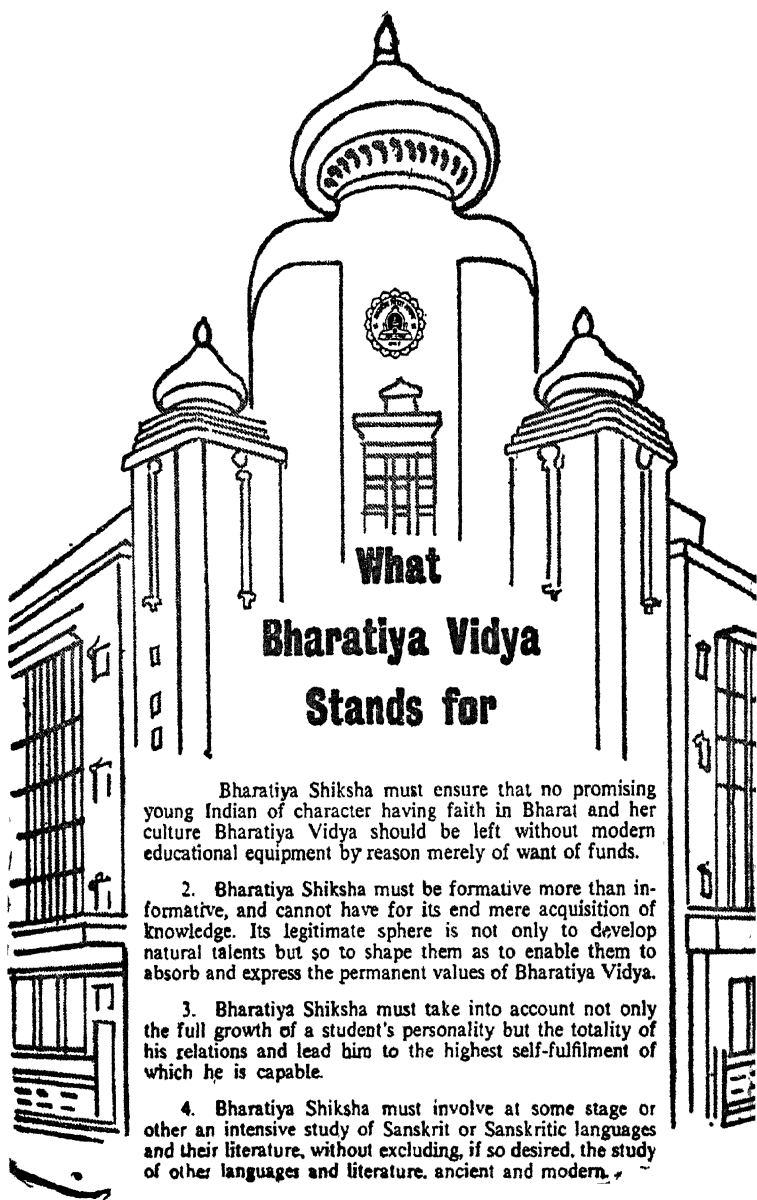 What
Bharatiya Vidya
Stands for
Bharatiya Shiksha must ensure that no promising
young Indian of character having faith in Bharat and her
culture Bharatiya Vidya should be left without modern
educational equipment by reason merely of want of funds.
2. Bharatiya Shiksha must be formative more than in-
formative, and cannot have for its end mere acquisition of
knowledge. Its legitimate sphere is not only to develop
natural talents but so to shape them as to enable them to
absorb and express the permanent values of Bharatiya Vidya.
3. Bharatiya Shiksha must take into account not only
the full growth of a student's personality but the totality of
his relations and lead him to the highest self-fulfilment of
which he is capable.
4. Bharatiya Shiksha must involve at some stage or
other an intensive study of Sanskrit or Sanskritic languages
and their literature, without excluding, if so desired, the study
of other languages and literature. ancient and modern.